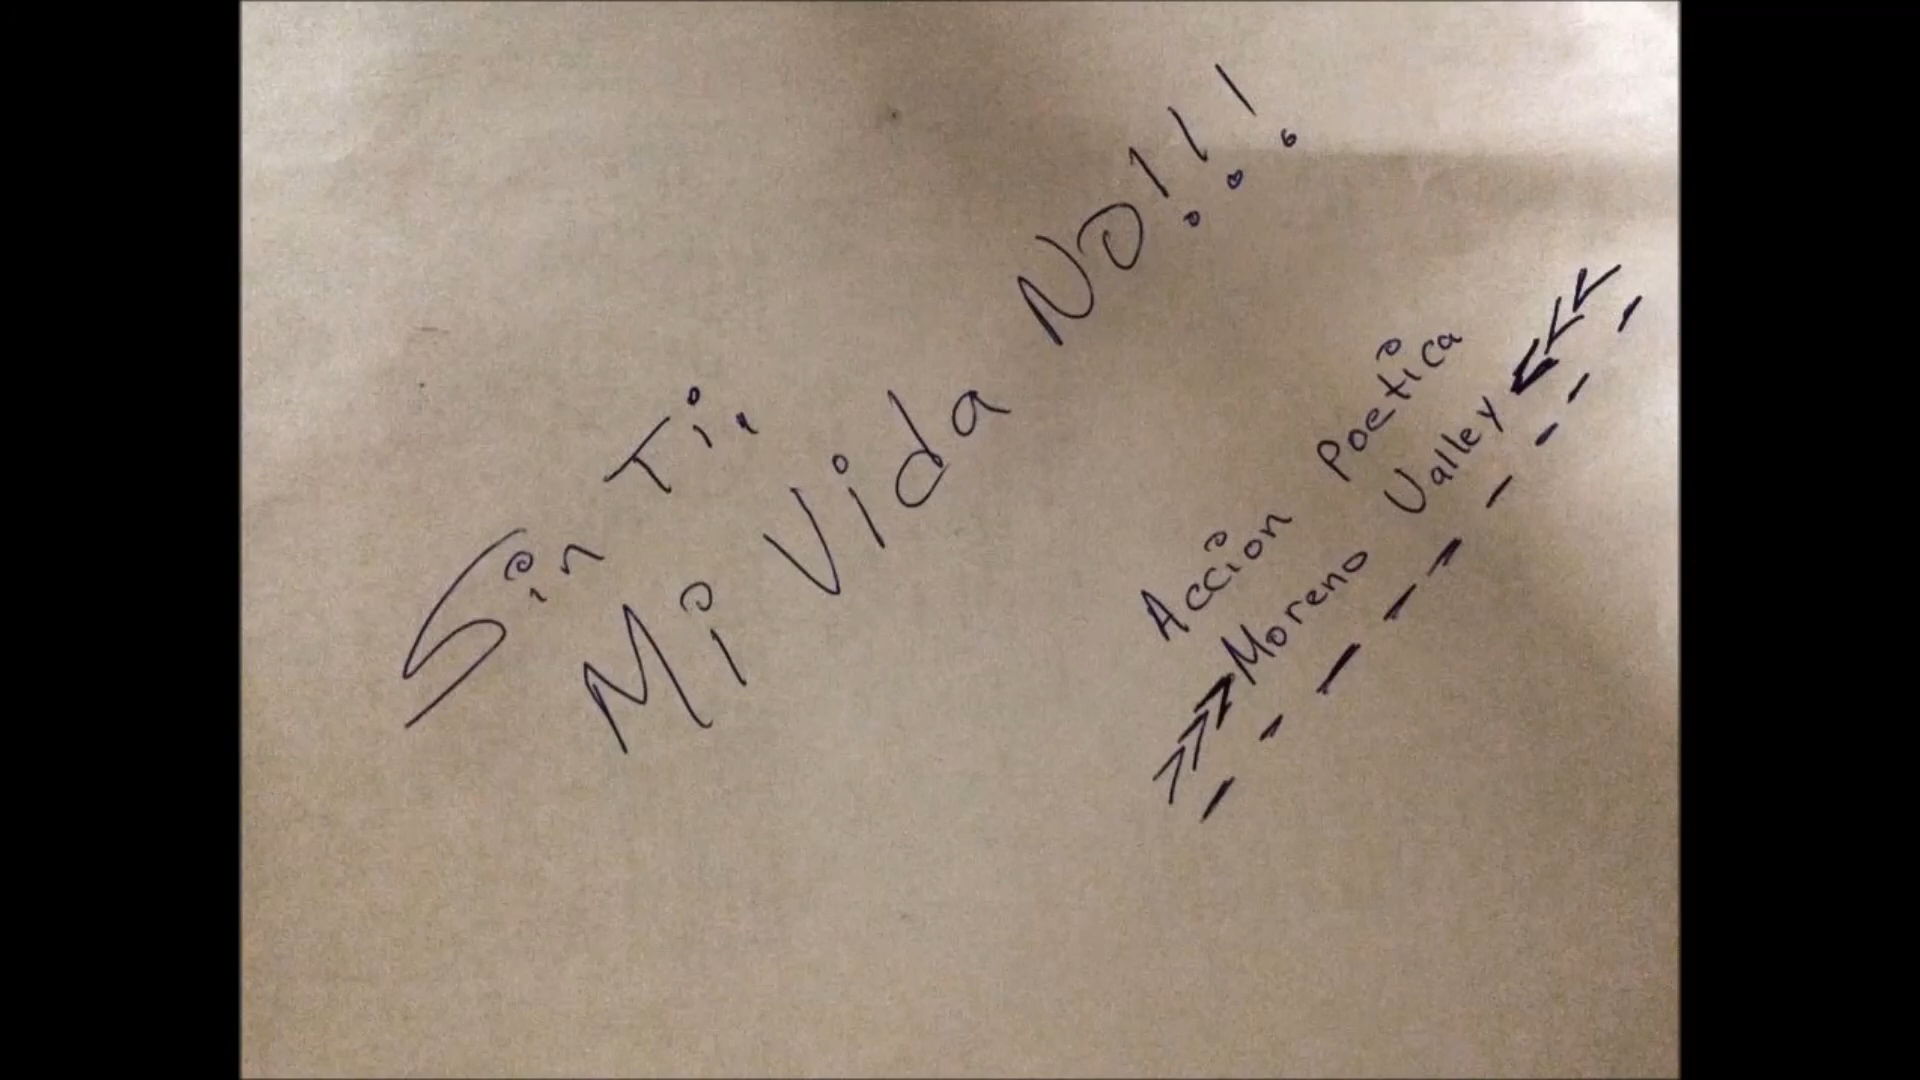 Sin Ti,
Mi Vida NO!!!
Accion Poetica
>>> Moreno Valley <<<